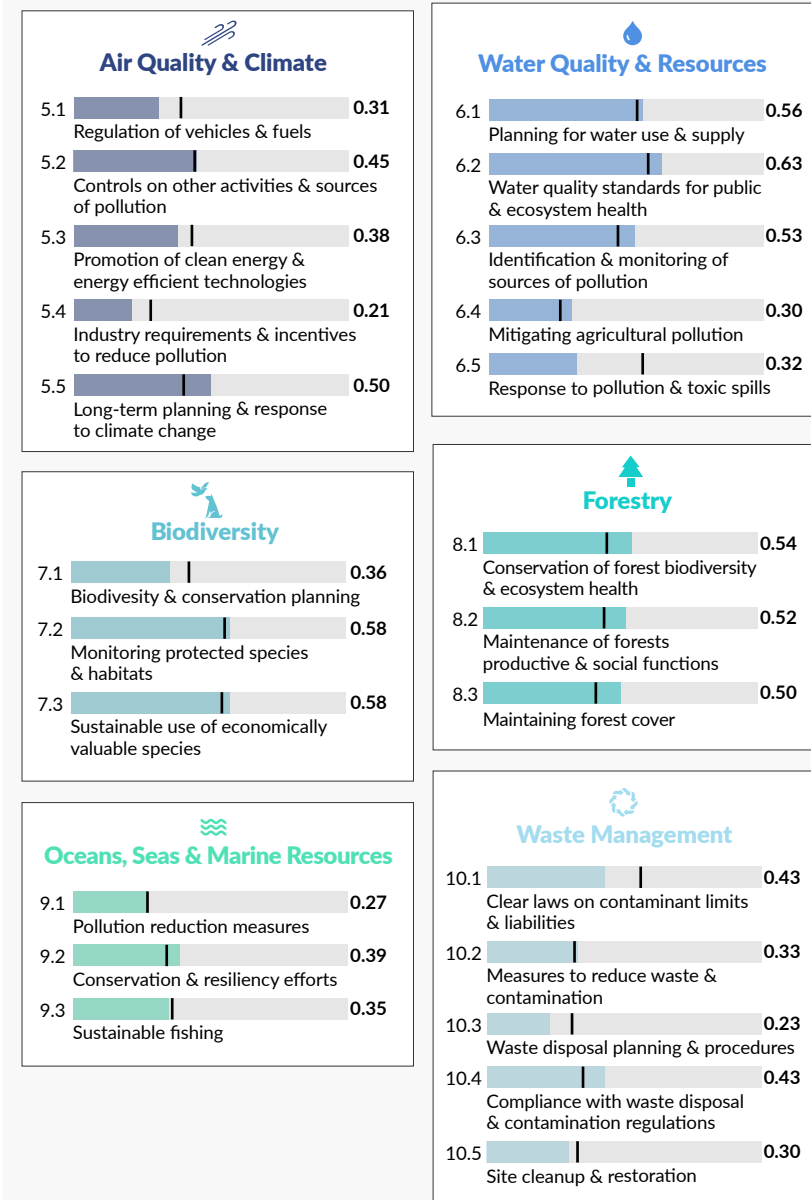 Air Quality & Climate
5.1 0.31
Regulation of vehicles & fuels
5.2 0.45
Controls on other activities & sources
of pollution
5.3 0.38
Promotion of clean energy &
energy efficient technologies
5.4 0.21
Industry requirements & incentives
to reduce pollution
5.5 0.50
Long-term planning & response
to climate change
Water Quality & Resources
6.1 0.56
Planning for water use & supply
6.2 0.63
Water quality standards for public
& ecosystem health
6.3 0.53
Identification & monitoring of
sources of pollution
6.4 0.30
Mitigating agricultural pollution
6.5 0.32
Response to pollution & toxic spills
Biodiversity
7.1 0.36
Biodivesity & conservation planning
7.2 0.58
Monitoring protected species
& habitats
7.3 0.58
Sustainable use of economically
valuable species
Forestry
8.1 0.54
Conservation of forest biodiversity
& ecosystem health
8.2 0.52
Maintenance of forests
productive & social functions
8.3 0.50
Maintaining forest cover
Oceans, Seas & Marine Resources
9.1 0.27
Pollution reduction measures
9.2 0.39
Conservation & resiliency efforts
9.3 0.35
Sustainable fishing
Waste Management
10.1 0.43
Clear laws on contaminant limits
& liabilities
10.2 0.33
Measures to reduce waste &
contamination
10.3 0.23
Waste disposal planning & procedures
10.4 0.43
Compliance with waste disposal
& contamination regulations
10.5 0.30
Site cleanup & restoration